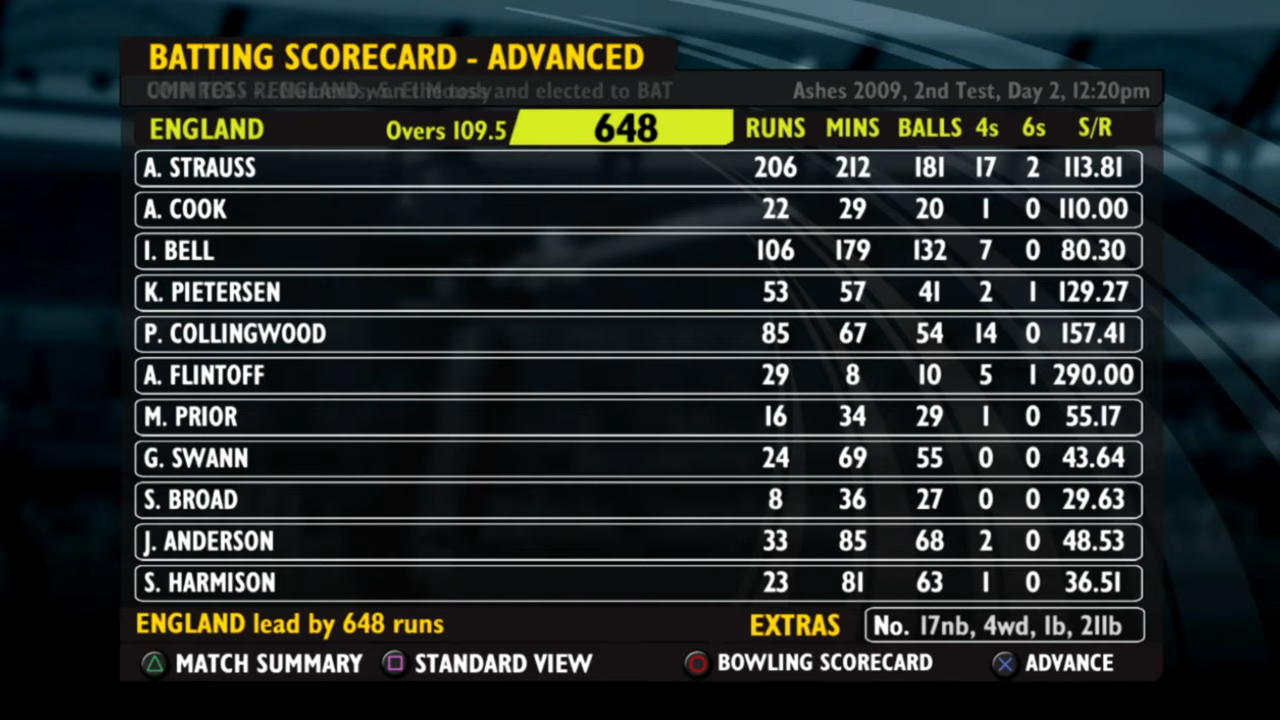 BATTING SCORECARD - ADVANCED
and elected to BAT Ashes 2009, 2nd Test, Day 2, 12:20pm
ENGLAND Overs 109.5 648 RUNS MINS BALLS 4s 6s S/R
A. STRAUSS 206 212 181 17 2 113.81
A. COOK 22 29 20 1 0 110.00
I. BELL 106 179 132 7 0 80.30
K. PIETERSEN 53 57 41 2 1 129.27
P. COLLINGWOOD 85 67 54 14 0 157.41
A. FLINTOFF 29 8 10 5 1 290.00
M. PRIOR 16 34 29 1 0 55.17
G. SWANN 24 69 55 0 0 43.64
S. BROAD 8 36 27 0 0 29.63
J. ANDERSON 33 85 68 2 0 48.53
S. HARMISON 23 81 63 1 0 36.51
ENGLAND lead by 648 runs EXTRAS No. 17nb, 4wd, 1b, 21lb
MATCH SUMMARY STANDARD VIEW BOWLING SCORECARD ADVANCE